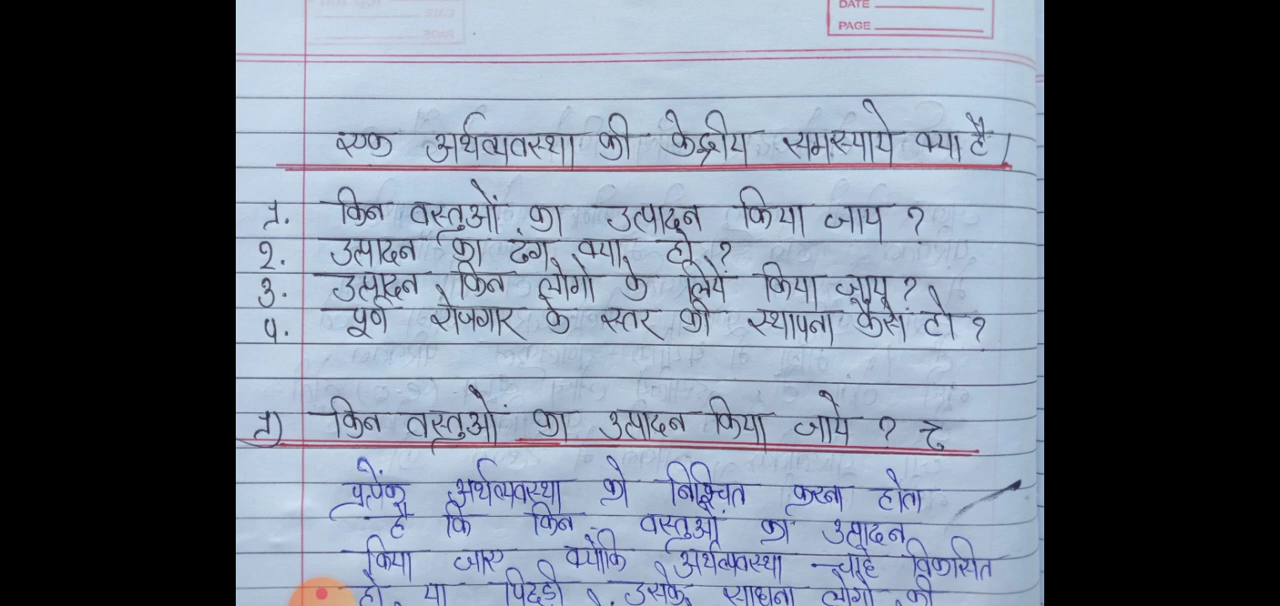 DATE
PAGE
एक अर्थव्यवस्था की केन्द्रीय समस्याये क्या है।
1. किन वस्तुओं का उत्पादन किया जाय ?
2. उत्पादन का ढंग क्या हो ?
3. उत्पादन किन लोगो के लिये किया जाय ?
4. पूर्ण रोजगार के स्तर की स्थापना कैसे हो ?
1) किन वस्तुओं का उत्पादन किया जाये ? :-
प्रत्येक अर्थव्यवस्था को निश्चित करना होता
है कि किन - वस्तुओं का उत्पादन
किया जाए क्योकि अर्थव्यवस्था चाहे विकसित
हो या पिछड़ी उसके साधना लोगो की